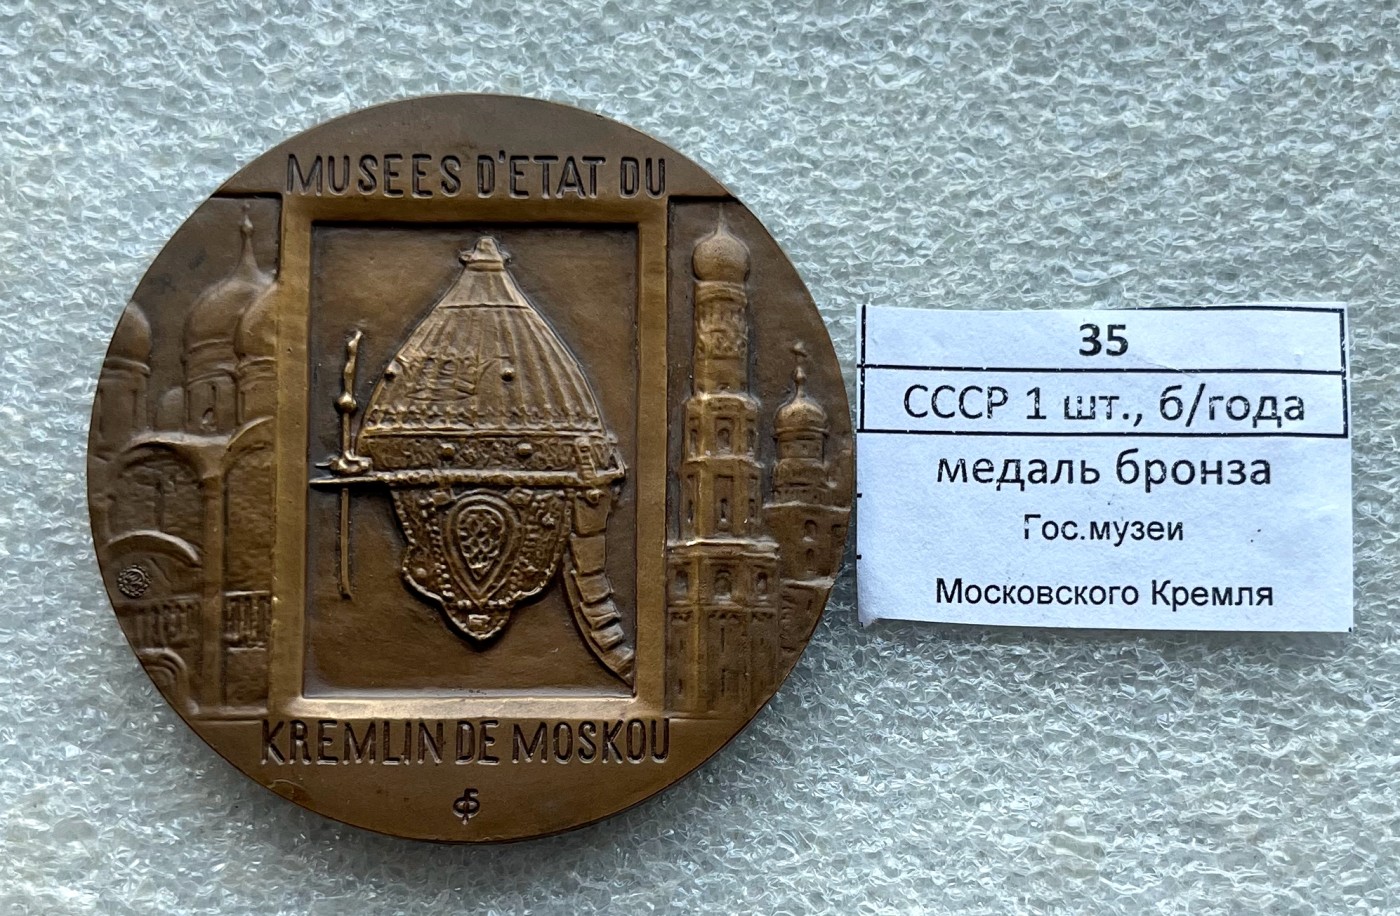 MUSEES D'ETAT DU
KREMLIN DE MOSKOU
35
СССР 1 шт., б/года
медаль бронза
Гос.музеи
Московского Кремля